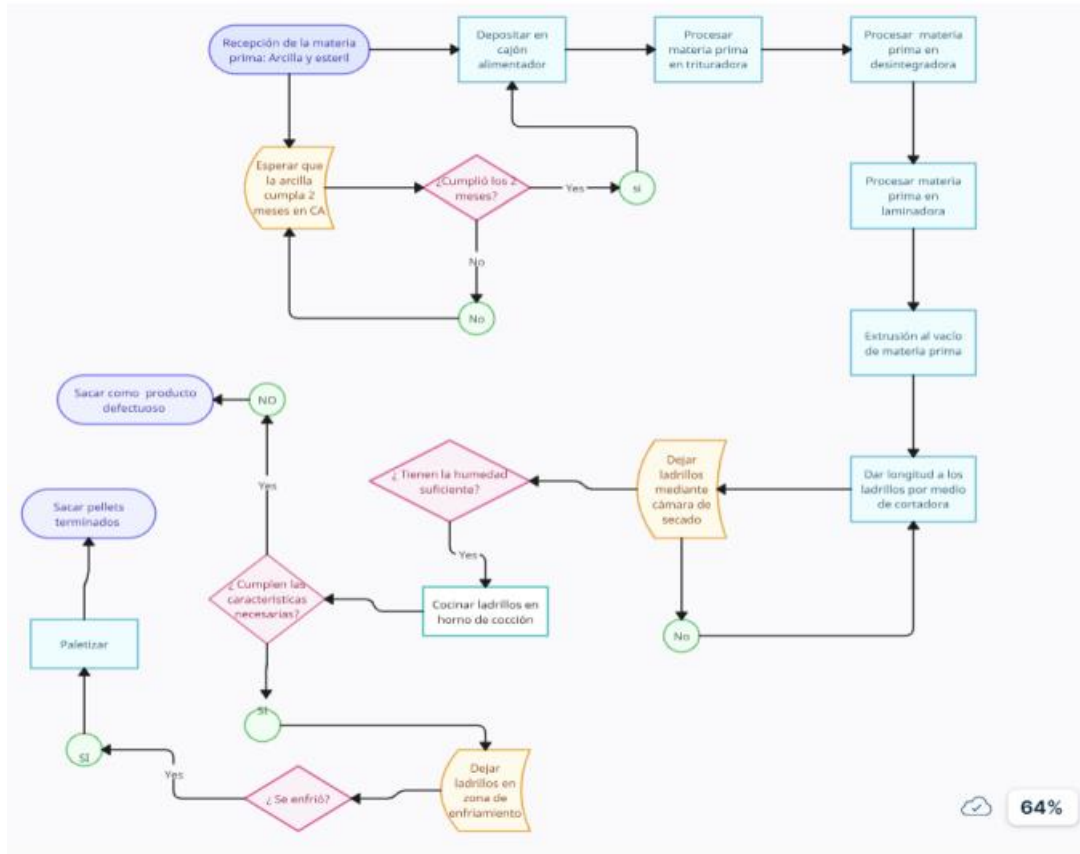 Recepción de la materia
prima: Arcilla y esteril
Depositar en
cajón
alimentador
Procesar
materia prima
en trituradora
Procesar materia
prima en
desintegradora
Esperar que
la arcilla
cumpla 2
meses en CA
¿Cumplió los 2
meses?
Yes
si
No
No
Procesar materia
prima en
laminadora
Extrusión al vacío
de materia prima
Dar longitud a los
ladrillos por medio
de cortadora
Dejar
ladrillos
mediante
cámara de
secado
No
¿ Tienen la humedad
suficiente?
Yes
Cocinar ladrillos en
horno de cocción
¿ Cumplen las
características
necesarias?
Yes
NO
Sacar como producto
defectuoso
SI
Dejar
ladrillos en
zona de
enfriamiento
¿ Se enfrió?
Yes
SI
Paletizar
Sacar pellets
terminados
64%